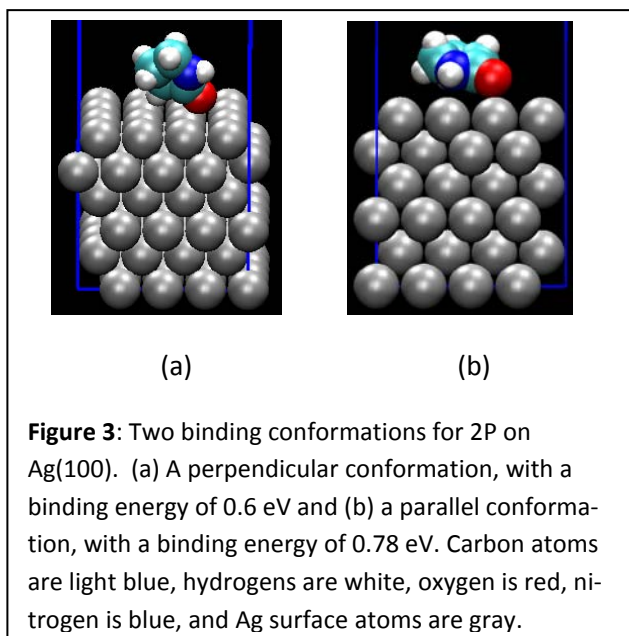 (a)
(b)
Figure 3: Two binding conformations for 2P on
Ag(100). (a) A perpendicular conformation, with a
binding energy of 0.6 eV and (b) a parallel conforma-
tion, with a binding energy of 0.78 eV. Carbon atoms
are light blue, hydrogens are white, oxygen is red, ni-
trogen is blue, and Ag surface atoms are gray.